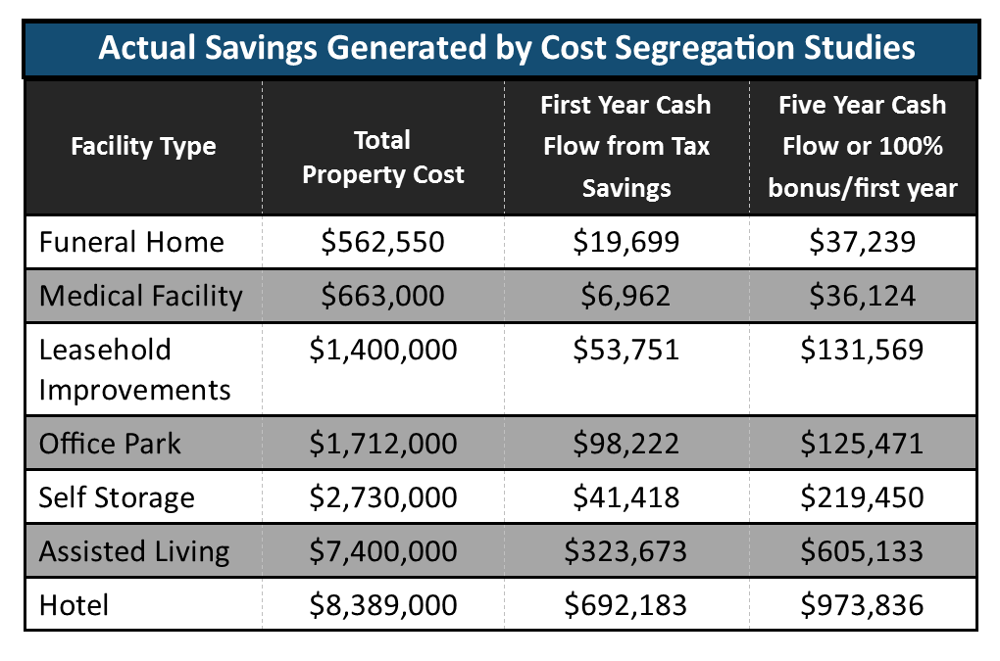 Actual Savings Generated by Cost Segregation Studies
Facility Type
Total
Property Cost
First Year Cash
Flow from Tax
Savings
Five Year Cash
Flow or 100%
bonus/first year
Funeral Home $562,550 $19,699 $37,239
Medical Facility $663,000 $6,962 $36,124
Leasehold $1,400,000 $53,751 $131,569
Improvements
Office Park $1,712,000 $98,222 $125,471
Self Storage $2,730,000 $41,418 $219,450
Assisted Living $7,400,000 $323,673 $605,133
Hotel $8,389,000 $692,183 $973,836